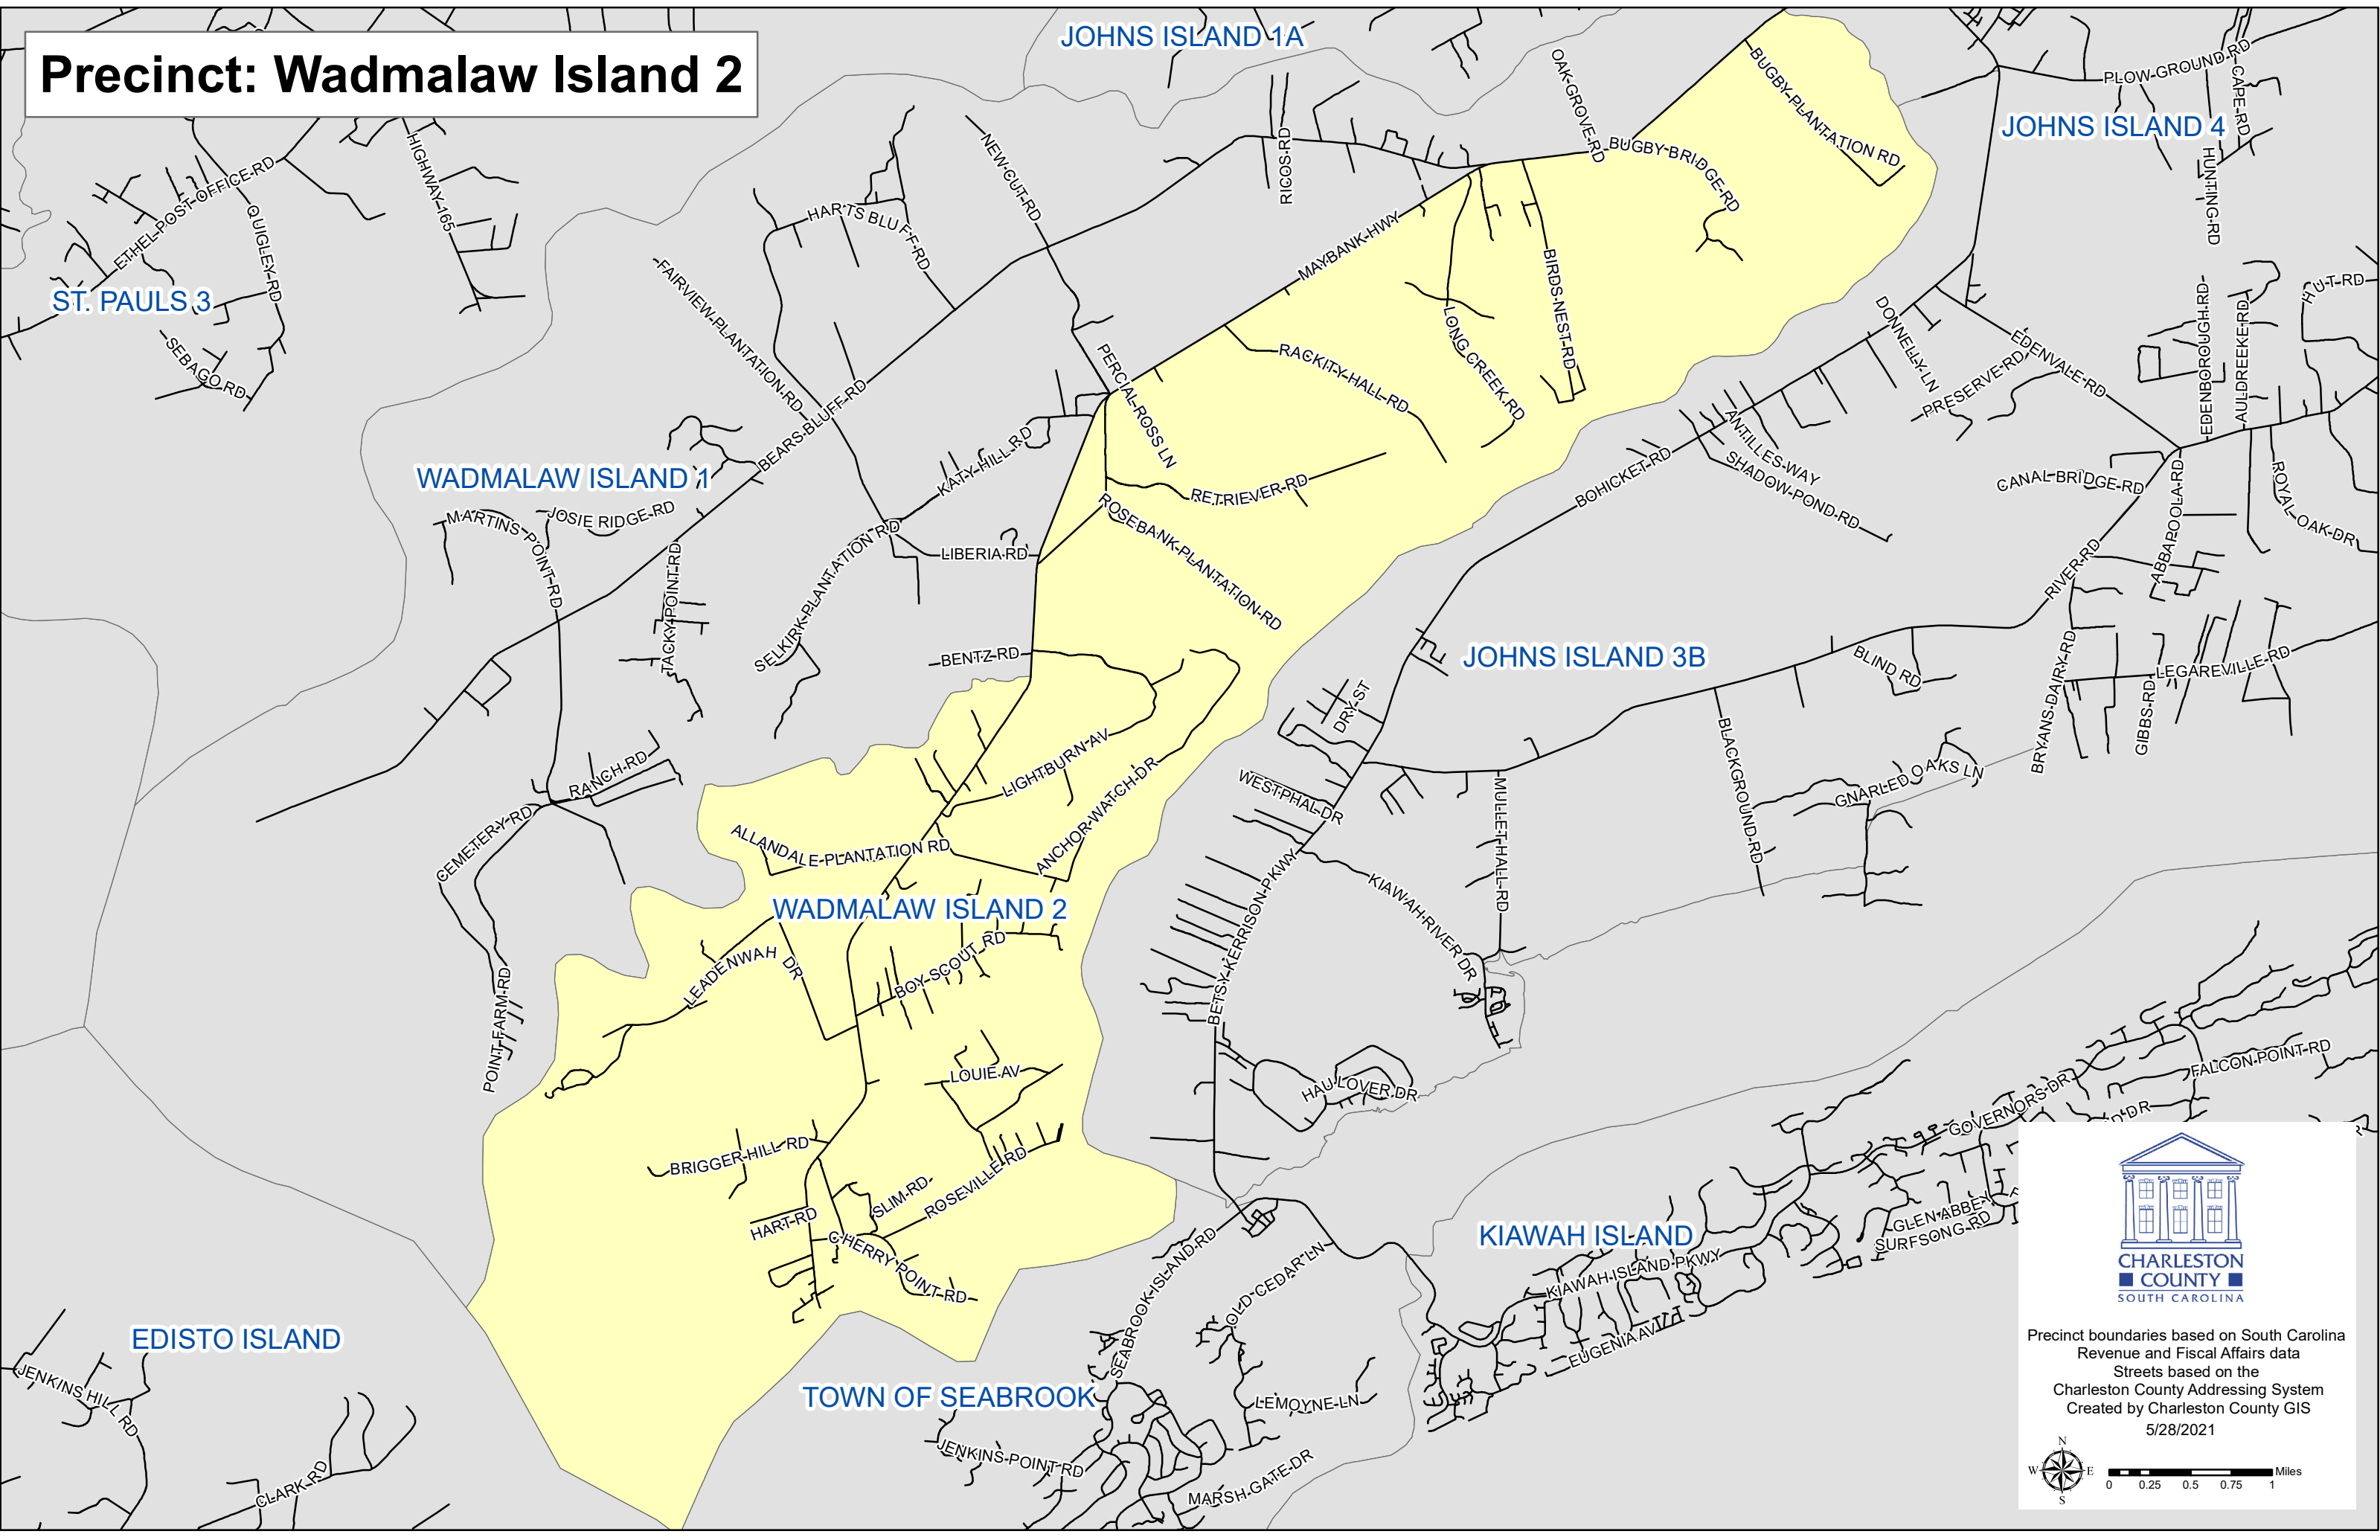 Precinct: Wadmalaw Island 2
JOHNS ISLAND 1A
JOHNS ISLAND 4
ST. PAULS 3
WADMALAW ISLAND 1
JOHNS ISLAND 3B
WADMALAW ISLAND 2
KIAWAH ISLAND
EDISTO ISLAND
TOWN OF SEABROOK
OAK GROVE RD
BUGBY PLANTATION RD
PLOW GROUND RD
CAPE RD
HUNTING RD
HIGHWAY 165
ETHEL POST OFFICE RD
QUIGLEY RD
SEBAGO RD
NEW CUT RD
RICOS RD
BUGBY BRIDGE RD
HARTS BLUFF RD
FAIRVIEW PLANTATION RD
MAYBANK HWY
BIRDS NEST RD
LONG CREEK RD
RACKITY HALL RD
PERCIAL ROSS LN
BEARS BLUFF RD
KATY HILL RD
RETRIEVER RD
ROSEBANK PLANTATION RD
DONNELLY LN
PRESERVE RD
EDENVALE RD
EDENBOROUGH RD
AULDREEKE RD
HUT RD
ANTILLES WAY
SHADOW POND RD
BOHICKET RD
CANAL BRIDGE RD
ABBAPOOLA RD
ROYAL OAK DR
RIVER RD
MARTINS POINT RD
JOSIE RIDGE RD
TACKY POINT RD
SELKIRK PLANTATION RD
LIBERIA RD
BENTZ RD
BLIND RD
BRYANS DAIRY RD
LEGAREVILLE RD
GIBBS RD
DRY ST
BLACKGROUND RD
GNARLED OAKS LN
RANCH RD
CEMETERY RD
LIGHTBURN AV
ANCHOR WATCH DR
ALLANDALE PLANTATION RD
WESTPHAL DR
MULLET HALL RD
KIAWAH RIVER DR
BETSY KERRISON PKWY
LEADENWAH DR
BOY SCOUT RD
POINT FARM RD
LOUIE AV
HAULOVER DR
FALCON POINT RD
GOVERNORS DR
BRIGGER HILL RD
SLIM RD
ROSEVILLE RD
HART RD
CHERRY POINT RD
SEABROOK ISLAND RD
OLD CEDAR LN
KIAWAH ISLAND PKWY
EUGENIA AV
GLEN ABBEY
SURFSONG RD
LEMOYNE LN
JENKINS HILL RD
CLARK RD
JENKINS POINT RD
MARSH GATE DR
CHARLESTON
COUNTY
SOUTH CAROLINA
Precinct boundaries based on South Carolina
Revenue and Fiscal Affairs data
Streets based on the
Charleston County Addressing System
Created by Charleston County GIS
5/28/2021
N
W E
S
Miles
0 0.25 0.5 0.75 1